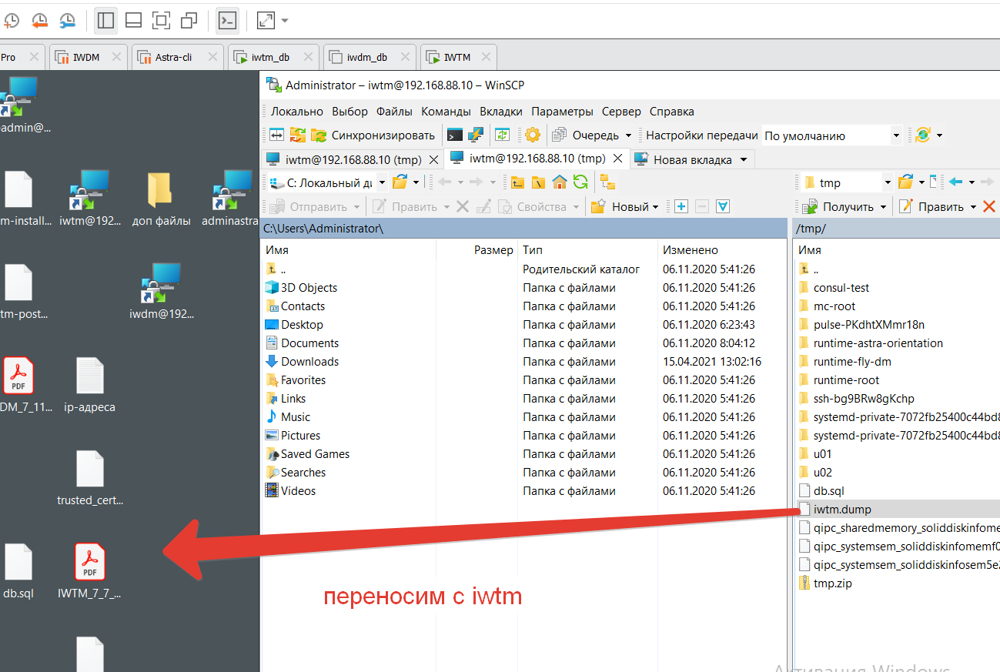 Pro
IWDM
Astra-cli
iwtm_db
iwdm_db
IWTM
Administrator – iwtm@192.168.88.10 – WinSCP
Локально Выбор Файлы Команды Вкладки Параметры Сервер Справка
Синхронизировать Очередь Настройки передачи По умолчанию
iwtm@192.168.88.10 (tmp) iwtm@192.168.88.10 (tmp) Новая вкладка
C: Локальный ди tmp
Отправить Править Свойства Новый Получить Править
C:\Users\Administrator\ /tmp/
Имя Размер Тип Изменено
.. Родительский каталог 06.11.2020 5:41:26
3D Objects Папка с файлами 06.11.2020 5:41:26
Contacts Папка с файлами 06.11.2020 5:41:26
Desktop Папка с файлами 06.11.2020 6:23:43
Documents Папка с файлами 06.11.2020 8:04:12
Downloads Папка с файлами 15.04.2021 13:02:16
Favorites Папка с файлами 06.11.2020 5:41:26
Links Папка с файлами 06.11.2020 5:41:26
Music Папка с файлами 06.11.2020 5:41:26
Pictures Папка с файлами 06.11.2020 5:41:26
Saved Games Папка с файлами 06.11.2020 5:41:26
Searches Папка с файлами 06.11.2020 5:41:26
Videos Папка с файлами 06.11.2020 5:41:26
Имя
..
consul-test
mc-root
pulse-PKdhtXMmr18n
runtime-astra-orientation
runtime-fly-dm
runtime-root
ssh-bg9BRw8gKchp
systemd-private-7072fb25400c44bd8
systemd-private-7072fb25400c44bd8
u01
u02
db.sql
iwtm.dump
qipc_sharedmemory_soliddiskinfome
qipc_systemsem_soliddiskinfomemf0
qipc_systemsem_soliddiskinfosem5e2
tmp.zip
admin@...
m-install... iwtm@192... доп файлы adminastra
tm-post... iwdm@192...
PDF
DM_7_11... ip-адреса
trusted_cert...
PDF
db.sql IWTM_7_7_...
переносим с iwtm
Активация Windows